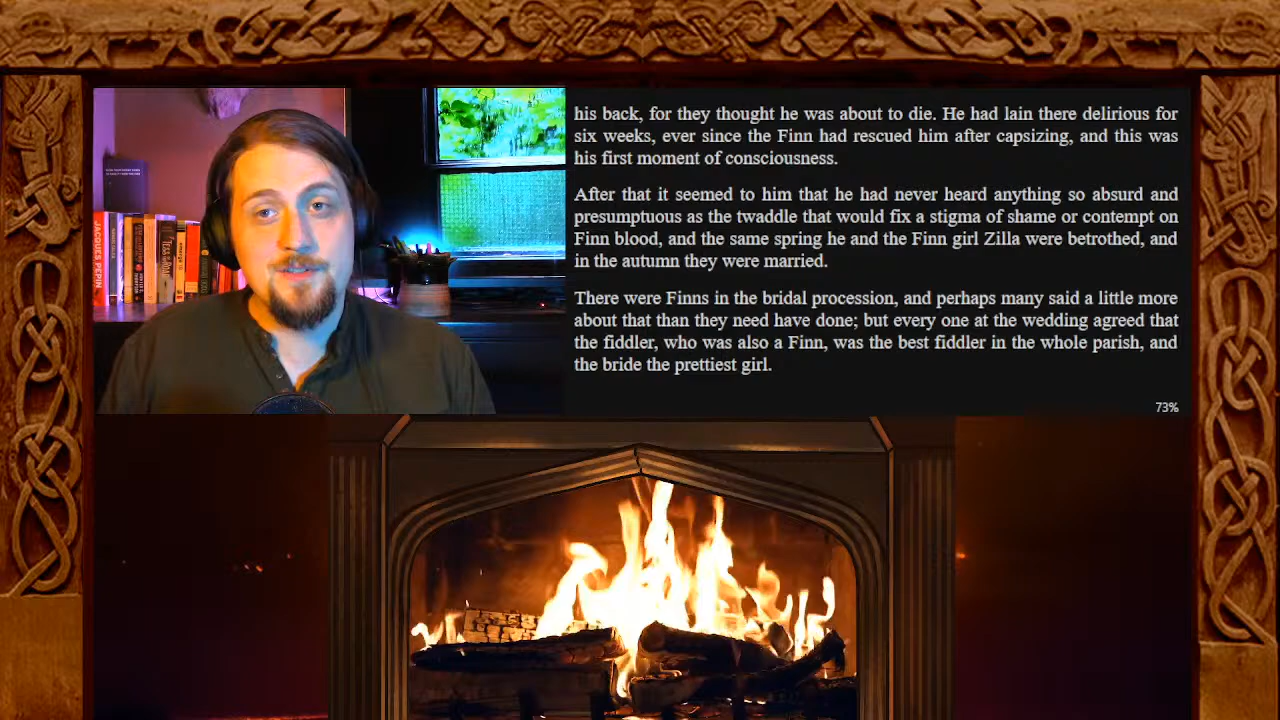 his back, for they thought he was about to die. He had lain there delirious for
six weeks, ever since the Finn had rescued him after capsizing, and this was
his first moment of consciousness.
After that it seemed to him that he had never heard anything so absurd and
presumptuous as the twaddle that would fix a stigma of shame or contempt on
Finn blood, and the same spring he and the Finn girl Zilla were betrothed, and
in the autumn they were married.
There were Finns in the bridal procession, and perhaps many said a little more
about that than they need have done; but every one at the wedding agreed that
the fiddler, who was also a Finn, was the best fiddler in the whole parish, and
the bride the prettiest girl.
73%
JACQUES PEPIN